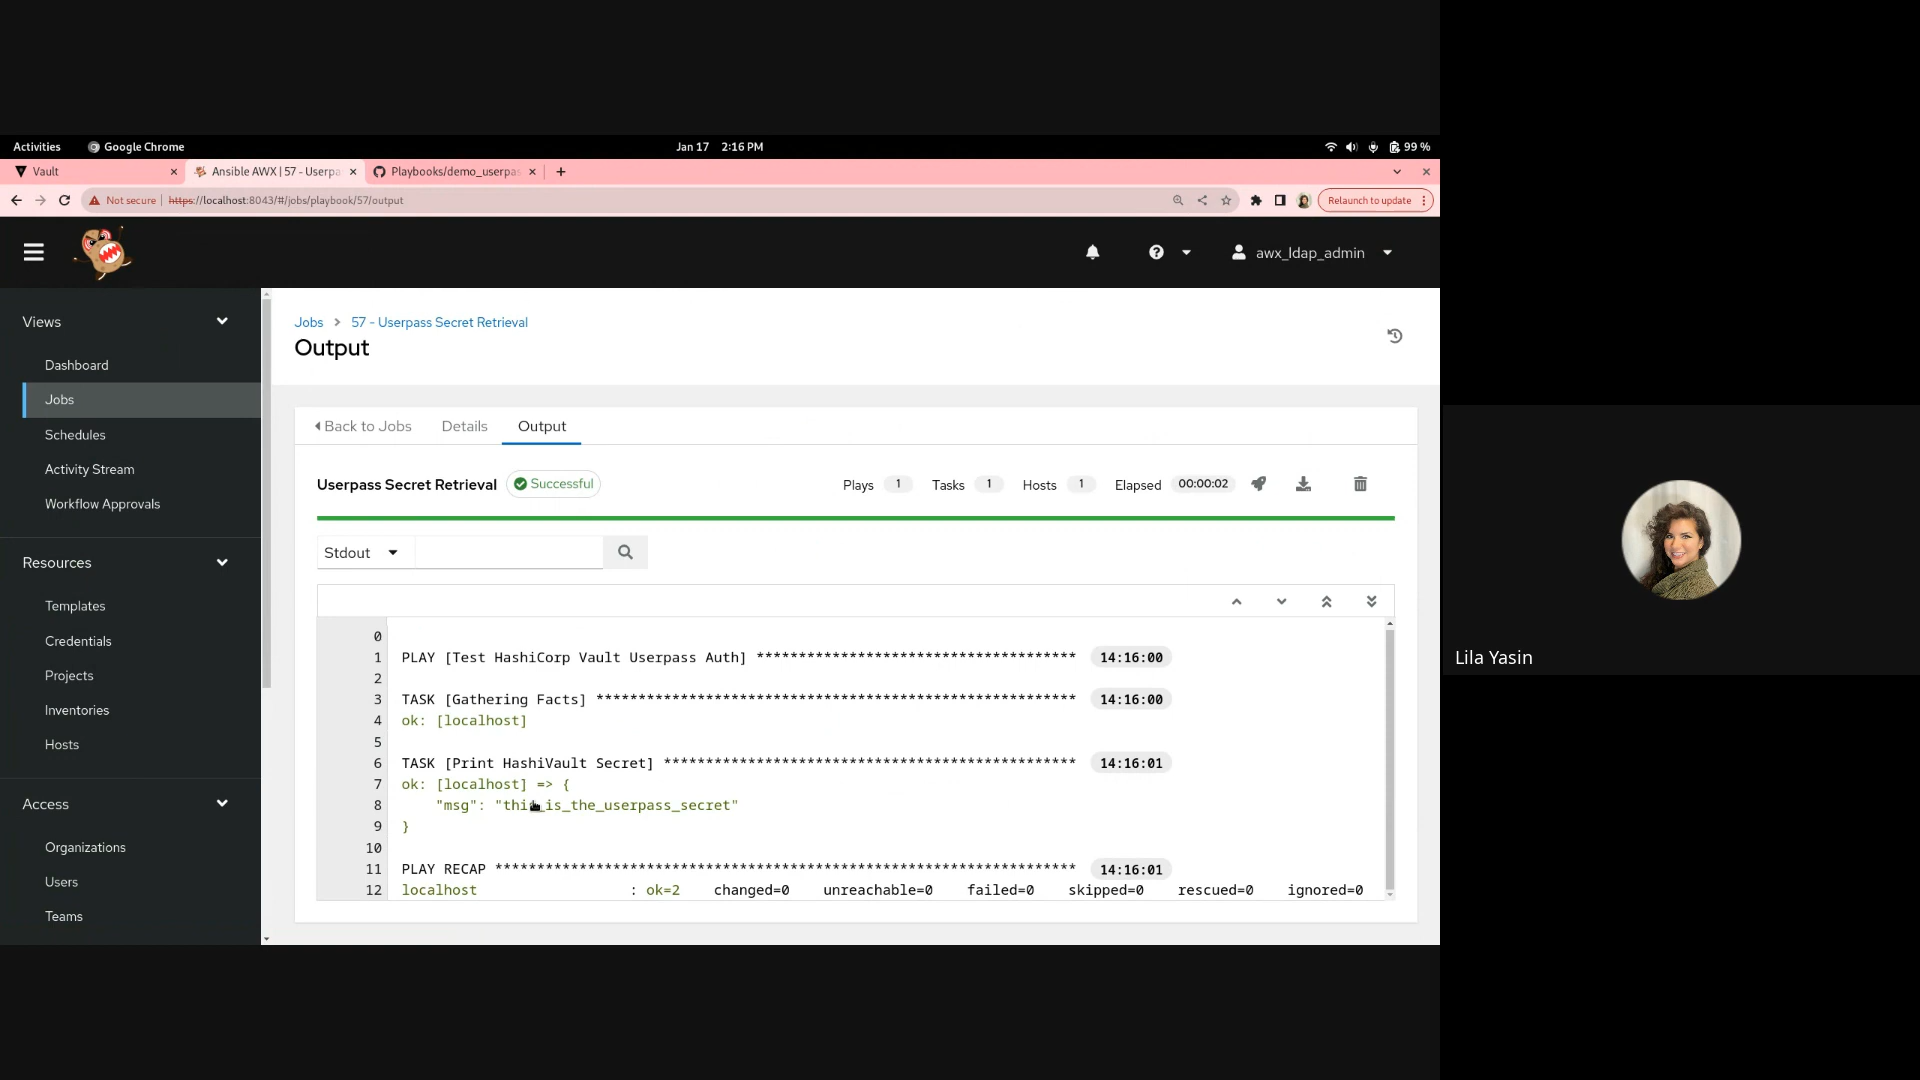 Activities Google Chrome Jan 17 2:16 PM 99 %
Vault Ansible AWX | 57 - Userpa Playbooks/demo_userpas
Not secure https://localhost:8043/#/jobs/playbook/57/output Relaunch to update
awx_ldap_admin
Views
Dashboard
Jobs
Schedules
Activity Stream
Workflow Approvals
Resources
Templates
Credentials
Projects
Inventories
Hosts
Access
Organizations
Users
Teams
Jobs > 57 - Userpass Secret Retrieval
Output
Back to Jobs Details Output
Userpass Secret Retrieval Successful Plays 1 Tasks 1 Hosts 1 Elapsed 00:00:02
Stdout
0
1 PLAY [Test HashiCorp Vault Userpass Auth] ************************************** 14:16:00
2
3 TASK [Gathering Facts] ********************************************************* 14:16:00
4 ok: [localhost]
5
6 TASK [Print HashiVault Secret] ************************************************* 14:16:01
7 ok: [localhost] => {
8 "msg": "this_is_the_userpass_secret"
9 }
10
11 PLAY RECAP ********************************************************************* 14:16:01
12 localhost : ok=2 changed=0 unreachable=0 failed=0 skipped=0 rescued=0 ignored=0
Lila Yasin